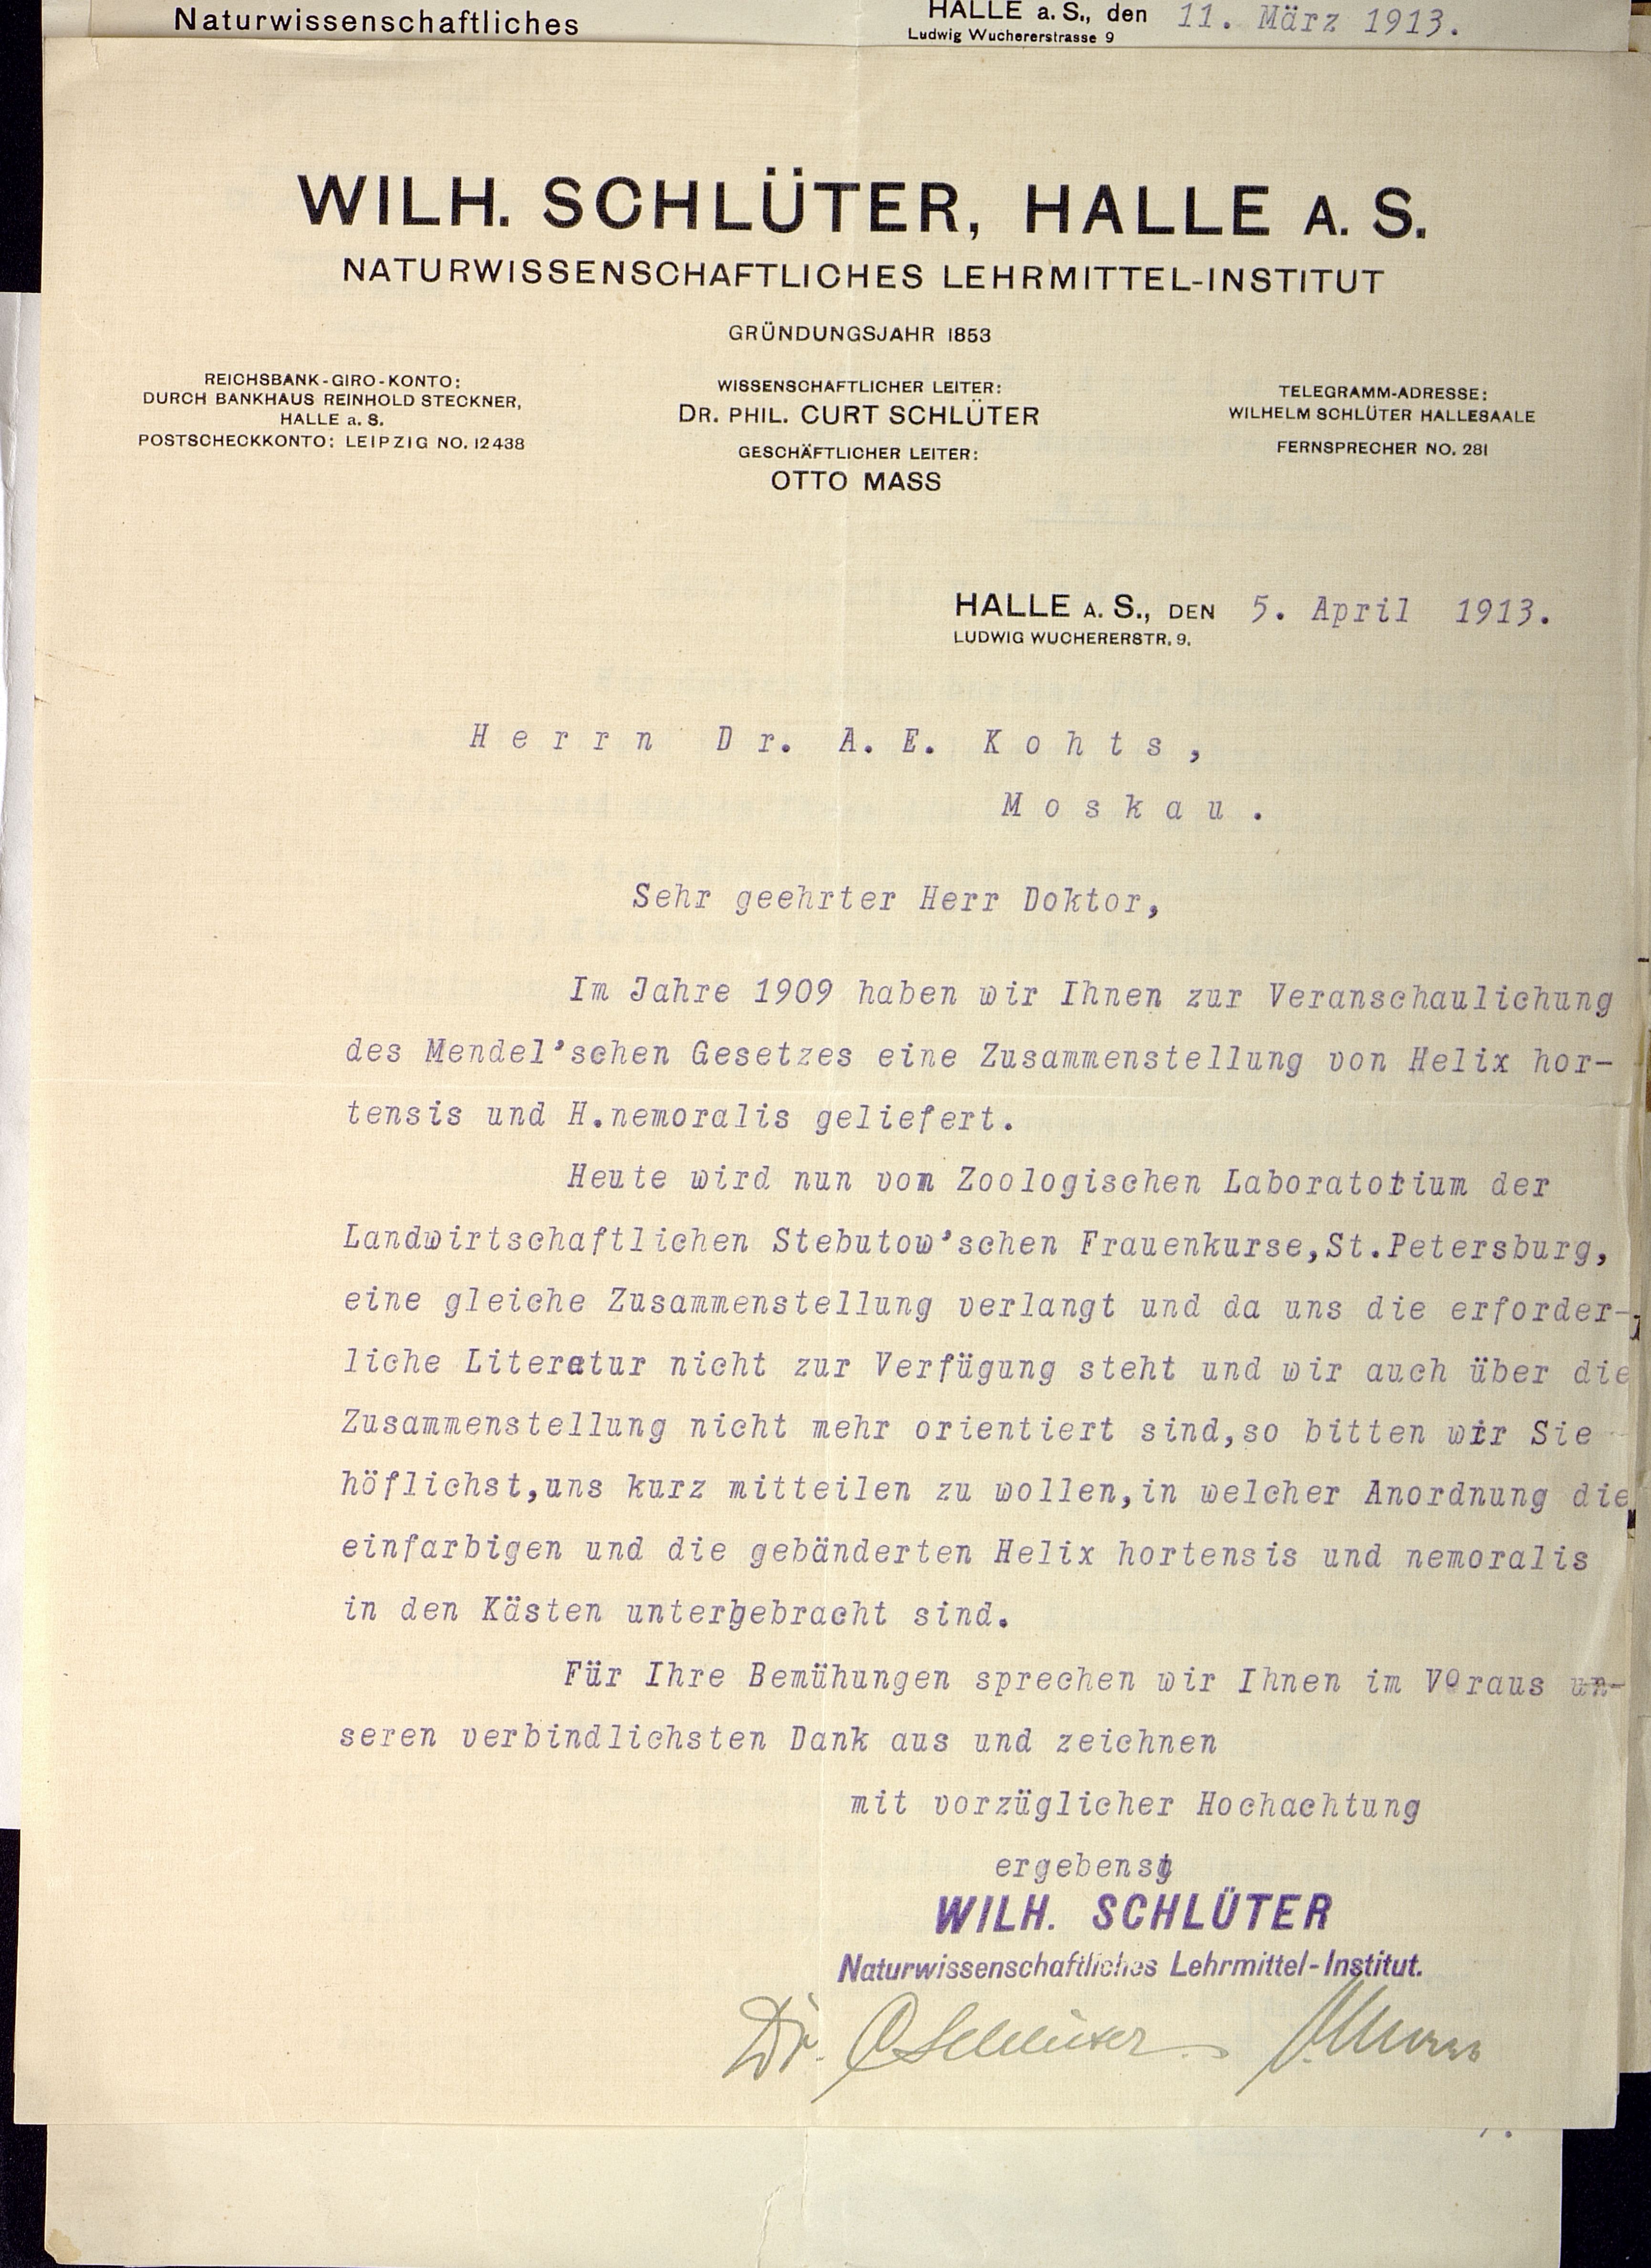 Naturwissenschaftliches
HALLE a. S., den 11. März 1913.
Ludwig Wuchererstrasse 9
WILH. SCHLÜTER, HALLE A. S.
NATURWISSENSCHAFTLICHES LEHRMITTEL-INSTITUT
GRÜNDUNGSJAHR 1853
REICHSBANK-GIRO-KONTO:
DURCH BANKHAUS REINHOLD STECKNER,
HALLE a. S.
POSTSCHECKKONTO: LEIPZIG NO. 12438
WISSENSCHAFTLICHER LEITER:
DR. PHIL. CURT SCHLÜTER
GESCHÄFTLICHER LEITER:
OTTO MASS
TELEGRAMM-ADRESSE:
WILHELM SCHLÜTER HALLESAALE
FERNSPRECHER NO. 281
HALLE A. S., DEN 5. April 1913.
LUDWIG WUCHERERSTR. 9.
Herrn Dr. A. E. Kohts,
Moskau.
Sehr geehrter Herr Doktor,
Im Jahre 1909 haben wir Ihnen zur Veranschaulichung
des Mendel'schen Gesetzes eine Zusammenstellung von Helix hor-
tensis und H.nemoralis geliefert.
Heute wird nun vom Zoologischen Laboratorium der
Landwirtschaftlichen Stebutow'schen Frauenkurse,St.Petersburg,
eine gleiche Zusammenstellung verlangt und da uns die erforder-
liche Literatur nicht zur Verfügung steht und wir auch über die
Zusammenstellung nicht mehr orientiert sind,so bitten wir Sie
höflichst,uns kurz mitteilen zu wollen,in welcher Anordnung die
einfarbigen und die gebänderten Helix hortensis und nemoralis
in den Kästen untergebracht sind.
Für Ihre Bemühungen sprechen wir Ihnen im VOraus un-
seren verbindlichsten Dank aus und zeichnen
mit vorzüglicher Hochachtung
ergebenst
WILH. SCHLÜTER
Naturwissenschaftliches Lehrmittel-Institut.
Dr. C Schlüter. O. Mass